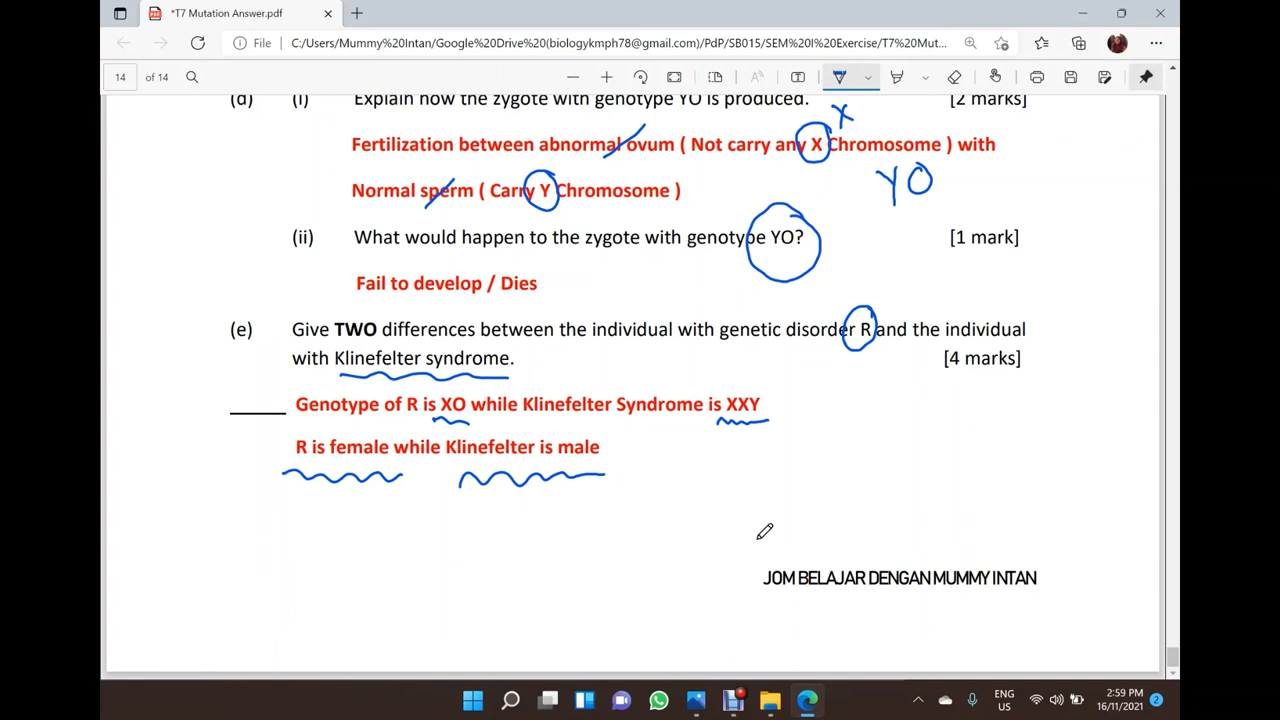 *T7 Mutation Answer.pdf
File
C:/Users/Mummy%20Intan/Google%20Drive%20(biologykmph78@gmail.com)/PdP/SB015/SEM%20I%20Exercise/T7%20Mut...
14 of 14
(d) (i) Explain how the zygote with genotype YO is produced. [2 marks]
X
Fertilization between abnormal ovum ( Not carry any X Chromosome ) with
YO
Normal sperm ( Carry Y Chromosome )
(ii) What would happen to the zygote with genotype YO? [1 mark]
Fail to develop / Dies
(e) Give TWO differences between the individual with genetic disorder R and the individual
with Klinefelter syndrome. [4 marks]
Genotype of R is XO while Klinefelter Syndrome is XXY
R is female while Klinefelter is male
JOM BELAJAR DENGAN MUMMY INTAN
ENG
US
2:59 PM
16/11/2021
2